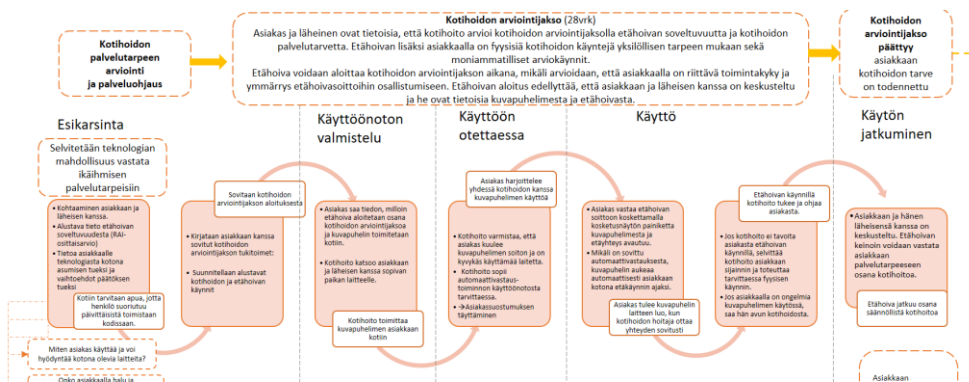 Kotihoidon
palvelutarpeen
arviointi
ja palveluohjaus
Kotihoidon arviointijakso (28vrk)
Asiakas ja läheinen ovat tietoisia, että kotihoito arvioi kotihoidon arviointijaksolla etähoivan soveltuvuutta ja kotihoidon
palvelutarvetta. Etähoivan lisäksi asiakkaalla on fyysisiä kotihoidon käyntejä yksilöllisen tarpeen mukaan sekä
moniammatilliset arviokäynnit.
Etähoiva voidaan aloittaa kotihoidon arviointijakson aikana, mikäli arvioidaan, että asiakkaalla on riittävä toimintakyky ja
ymmärrys etähoivasoittoihin osallistumiseen. Etähoivan aloitus edellyttää, että asiakkaan ja läheisen kanssa on keskusteltu
ja he ovat tietoisia kuvapuhelimesta ja etähoivasta.
Kotihoidon
arviointijakso
päättyy
asiakkaan
kotihoidon tarve
on todennettu
Esikarsinta
Selvitetään teknologian
mahdollisuus vastata
ikäihmisen
palvelutarpeisiin
• Kohtaaminen asiakkaan ja
läheisen kanssa.
• Alustava tieto etähoivan
soveltuvuudesta (RAI-
osittaisarvio)
• Tietoa asiakkaalle
teknologiasta kotona
asumisen tueksi ja
vaihtoehdot päätöksen
tueksi
Kotiin tarvitaan apua, jotta
henkilö suoriutuu
päivittäisistä toimistaan
kodissaan.
Miten asiakas käyttää ja voi
hyödyntää kotona olevia laitteita?
Onko asiakkaalla halu ja
Sovitaan kotihoidon
arviointijakson aloituksesta
• Kirjataan asiakkaan kanssa
sovitut kotihoidon
arviointijakson tukitoimet:
• Suunnitellaan alustavat
kotihoidon ja etähoivan
käynnit
Käyttöönoton
valmistelu
• Asiakas saa tiedon, milloin
etähoiva aloitetaan osana
kotihoidon arviointijaksoa
ja kuvapuhelin toimitetaan
kotiin.
• Kotihoito katsoo asiakkaan
ja läheisen kanssa sopivan
paikan laitteelle.
Kotihoito toimittaa
kuvapuhelimen asiakkaan
kotiin
Käyttöön
otettaessa
Asiakas harjoittelee
yhdessä kotihoidon kanssa
kuvapuhelimen käyttöä
• Kotihoito varmistaa, että
asiakas kuulee
kuvapuhelimen soiton ja on
kyvykäs käyttämää laitetta.
• Kotihoito sopii
automaattivastaus-
toiminnon käyttöönotosta
tarvittaessa.
• →Asiakassuostumuksen
täyttäminen
Käyttö
• Asiakas vastaa etähoivan
soittoon koskettamalla
kosketusnäytön painiketta
kuvapuhelimesta ja
etäyhteys avautuu.
• Mikäli on sovittu
automaattivastauksesta,
kuvapuhelin aukeaa
automaattisesti asiakkaan
kotona etäkäynnin ajaksi.
Asiakas tulee kuvapuhelin
laitteen luo, kun
kotihoidon hoitaja ottaa
yhteyden sovitusti
Etähoivan käynnillä
kotihoito tukee ja ohjaa
asiakasta.
• Jos kotihoito ei tavoita
asiakasta etähoivan
käynnillä, selvittää
kotihoito asiakkaan
sijainnin ja toteuttaa
tarvittaessa fyysisen
käynnin.
• Jos asiakkaalla on ongelmia
kuvapuhelimen käytössä,
saa hän avun kotihoidosta.
Käytön
jatkuminen
• Asiakkaan ja hänen
läheisensä kanssa on
keskusteltu. Etähoivan
keinoin voidaan vastata
asiakkaan
palvelutarpeeseen
osana kotihoitoa.
Etähoiva jatkuu osana
säännöllistä kotihoitoa
Asiakkaan